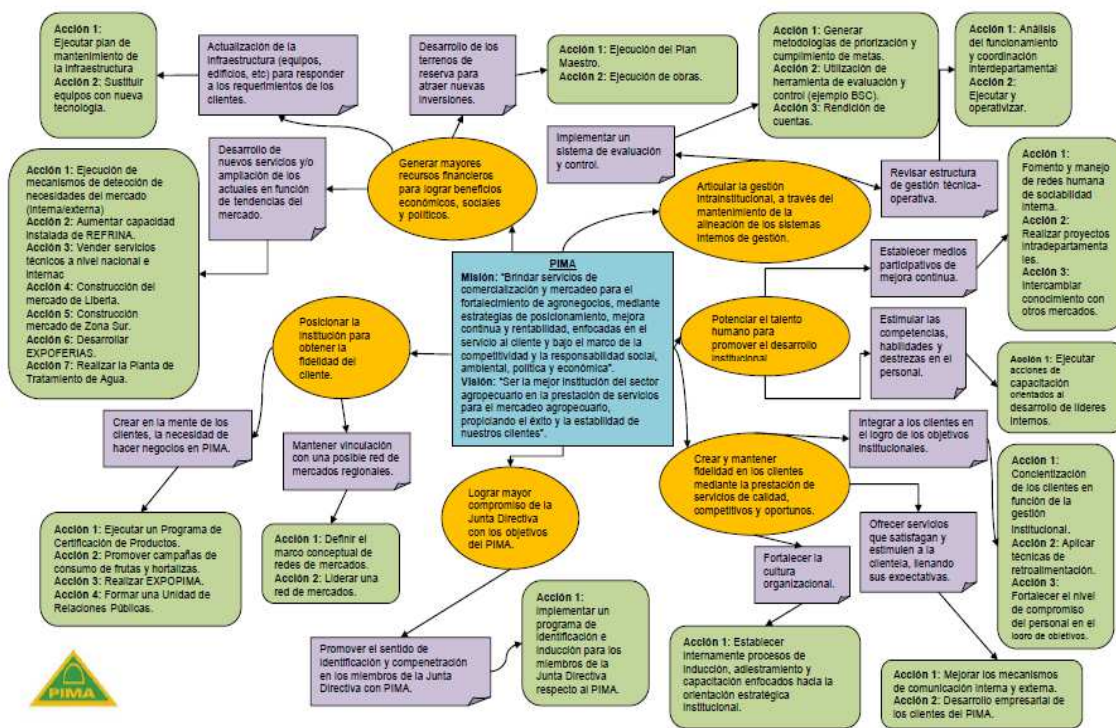 Acción 1:
Ejecutar plan de
mantenimiento de
la infraestructura
Acción 2: Sustituir
equipos con nueva
tecnología.
Actualización de la
infraestructura (equipos,
edificios, etc) para responder
a los requerimientos de los
clientes.
Desarrollo de los
terrenos de
reserva para
atraer nuevas
inversiones.
Acción 1: Ejecución del Plan
Maestro.
Acción 2: Ejecución de obras.
Acción 1: Generar
metodologías de priorización y
cumplimiento de metas.
Acción 2: Utilización de
herramienta de evaluación y
control (ejemplo BSC).
Acción 3: Rendición de
cuentas.
Acción 1: Análisis
del funcionamiento
y coordinación
interdepartamental
Acción 2:
Ejecutar y
operativizar.
Implementar un
sistema de evaluación
y control.
Desarrollo de
nuevos servicios y/o
ampliación de los
actuales en función
de tendencias del
mercado.
Generar mayores
recursos financieros
para lograr beneficios
económicos, sociales
y políticos.
Articular la gestión
intrainstitucional, a través del
mantenimiento de la
alineación de los sistemas
internos de gestión.
Revisar estructura
de gestión técnica-
operativa.
Acción 1: Ejecución de
mecanismos de detección de
necesidades del mercado
(interna/externa)
Acción 2: Aumentar capacidad
instalada de REFRINA.
Acción 3: Vender servicios
técnicos a nivel nacional e
internac
Acción 4: Construcción del
mercado de Liberia.
Acción 5: Construcción
mercado de Zona Sur.
Acción 6: Desarrollar
EXPOFERIAS.
Acción 7: Realizar la Planta de
Tratamiento de Agua.
Acción 1:
Fomento y manejo
de redes humana
de sociabilidad
interna.
Acción 2:
Realizar proyectos
intradepartamenta
les.
Acción 3:
Intercambiar
conocimiento con
otros mercados.
Establecer medios
participativos de
mejora continua.
PIMA
Misión: "Brindar servicios de
comercialización y mercadeo para el
fortalecimiento de agronegocios, mediante
estrategias de posicionamiento, mejora
continua y rentabilidad, enfocadas en el
servicio al cliente y bajo el marco de la
competitividad y la responsabilidad social,
ambiental, política y económica".
Visión: "Ser la mejor institución del sector
agropecuario en la prestación de servicios
para el mercadeo agropecuario,
propiciando el éxito y la estabilidad de
nuestros clientes".
Posicionar la
institución para
obtener la
fidelidad del
cliente.
Potenciar el talento
humano para
promover el desarrollo
institucional
Estimular las
competencias,
habilidades y
destrezas en el
personal.
Acción 1: Ejecutar
acciones de
capacitación
orientados al
desarrollo de líderes
internos.
Crear en la mente de los
clientes, la necesidad de
hacer negocios en PIMA.
Mantener vinculación
con una posible red de
mercados regionales.
Lograr mayor
compromiso de la
Junta Directiva
con los objetivos
del PIMA.
Crear y mantener
fidelidad en los clientes
mediante la prestación de
servicios de calidad,
competitivos y oportunos.
Integrar a los clientes en
el logro de los objetivos
institucionales.
Acción 1:
Concientización
de los clientes en
función de la
gestión
institucional.
Acción 2: Aplicar
técnicas de
retroalimentación.
Acción 3:
Fortalecer el nivel
de compromiso
del personal en el
logro de objetivos.
Acción 1: Ejecutar un Programa de
Certificación de Productos.
Acción 2: Promover campañas de
consumo de frutas y hortalizas.
Acción 3: Realizar EXPOPIMA.
Acción 4: Formar una Unidad de
Relaciones Públicas.
Acción 1: Definir el
marco conceptual de
redes de mercados.
Acción 2: Liderar una
red de mercados.
Fortalecer la
cultura
organizacional.
Ofrecer servicios
que satisfagan y
estimulen a la
clientela, llenando
sus expectativas.
Promover el sentido de
identificación y compenetración
en los miembros de la Junta
Directiva con PIMA.
Acción 1:
implementar un
programa de
identificación e
inducción para los
miembros de la
Junta Directiva
respecto al PIMA.
Acción 1: Establecer
internamente procesos de
inducción, adiestramiento y
capacitación enfocados hacia la
orientación estratégica
institucional.
Acción 1: Mejorar los mecanismos
de comunicación interna y externa.
Acción 2: Desarrollo empresarial de
los clientes del PIMA.
PIMA